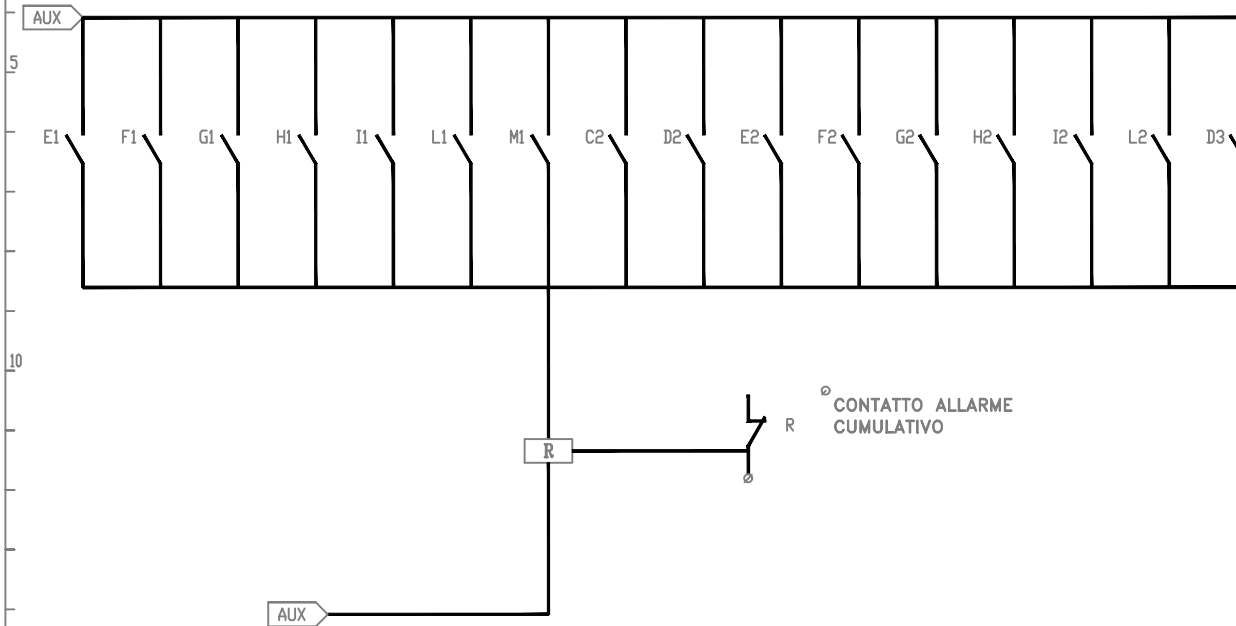 AUX
5
E1 F1 G1 H1 I1 L1 M1 C2 D2 E2 F2 G2 H2 I2 L2 D3
10
CONTATTO ALLARME
R CUMULATIVO
R
AUX